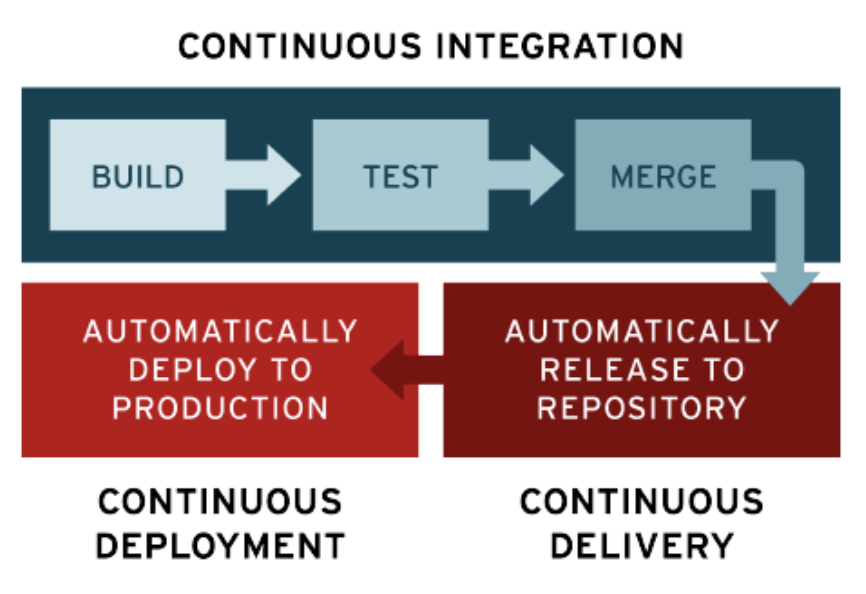 CONTINUOUS INTEGRATION
BUILD
TEST
MERGE
AUTOMATICALLY
DEPLOY TO
PRODUCTION
AUTOMATICALLY
RELEASE TO
REPOSITORY
CONTINUOUS
DEPLOYMENT
CONTINUOUS
DELIVERY